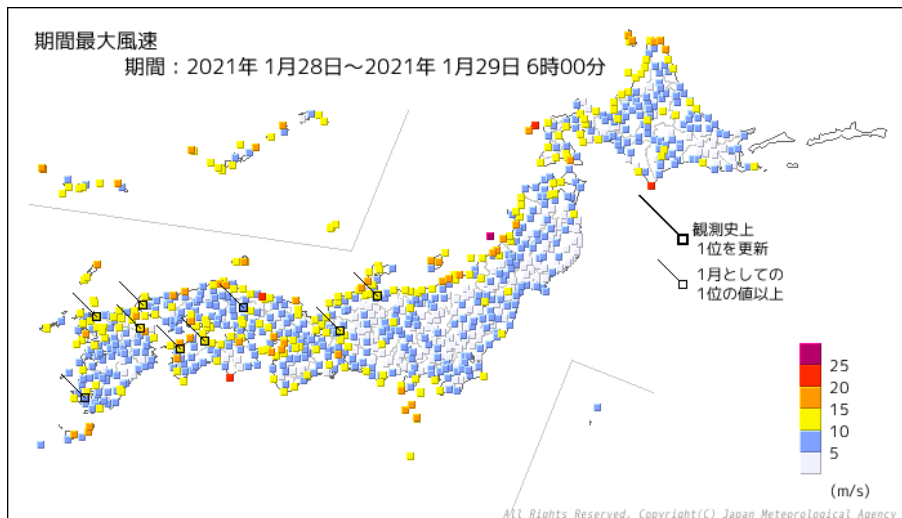 期間最大風速
期間：2021年 1月28日～2021年 1月29日 6時00分
観測史上
1位を更新
1月としての
1位の値以上
25
20
15
10
5
(m/s)
All Rights Reserved. Copyright(C) Japan Meteorological Agency